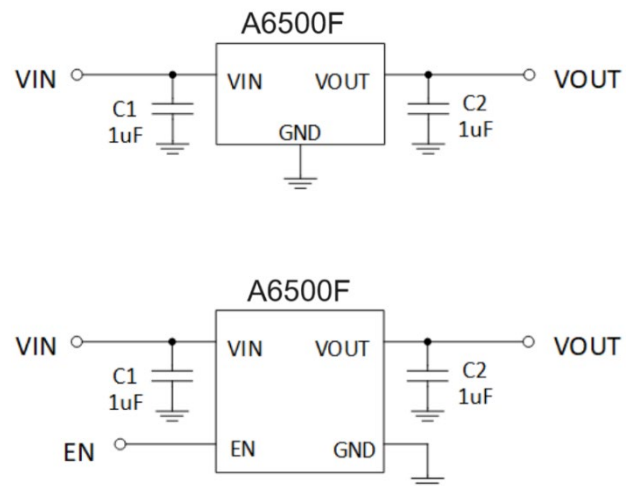 A6500F
VIN VIN VOUT VOUT
C1 C2
1uF 1uF
GND
A6500F
VIN VIN VOUT VOUT
C1 C2
1uF 1uF
EN EN GND